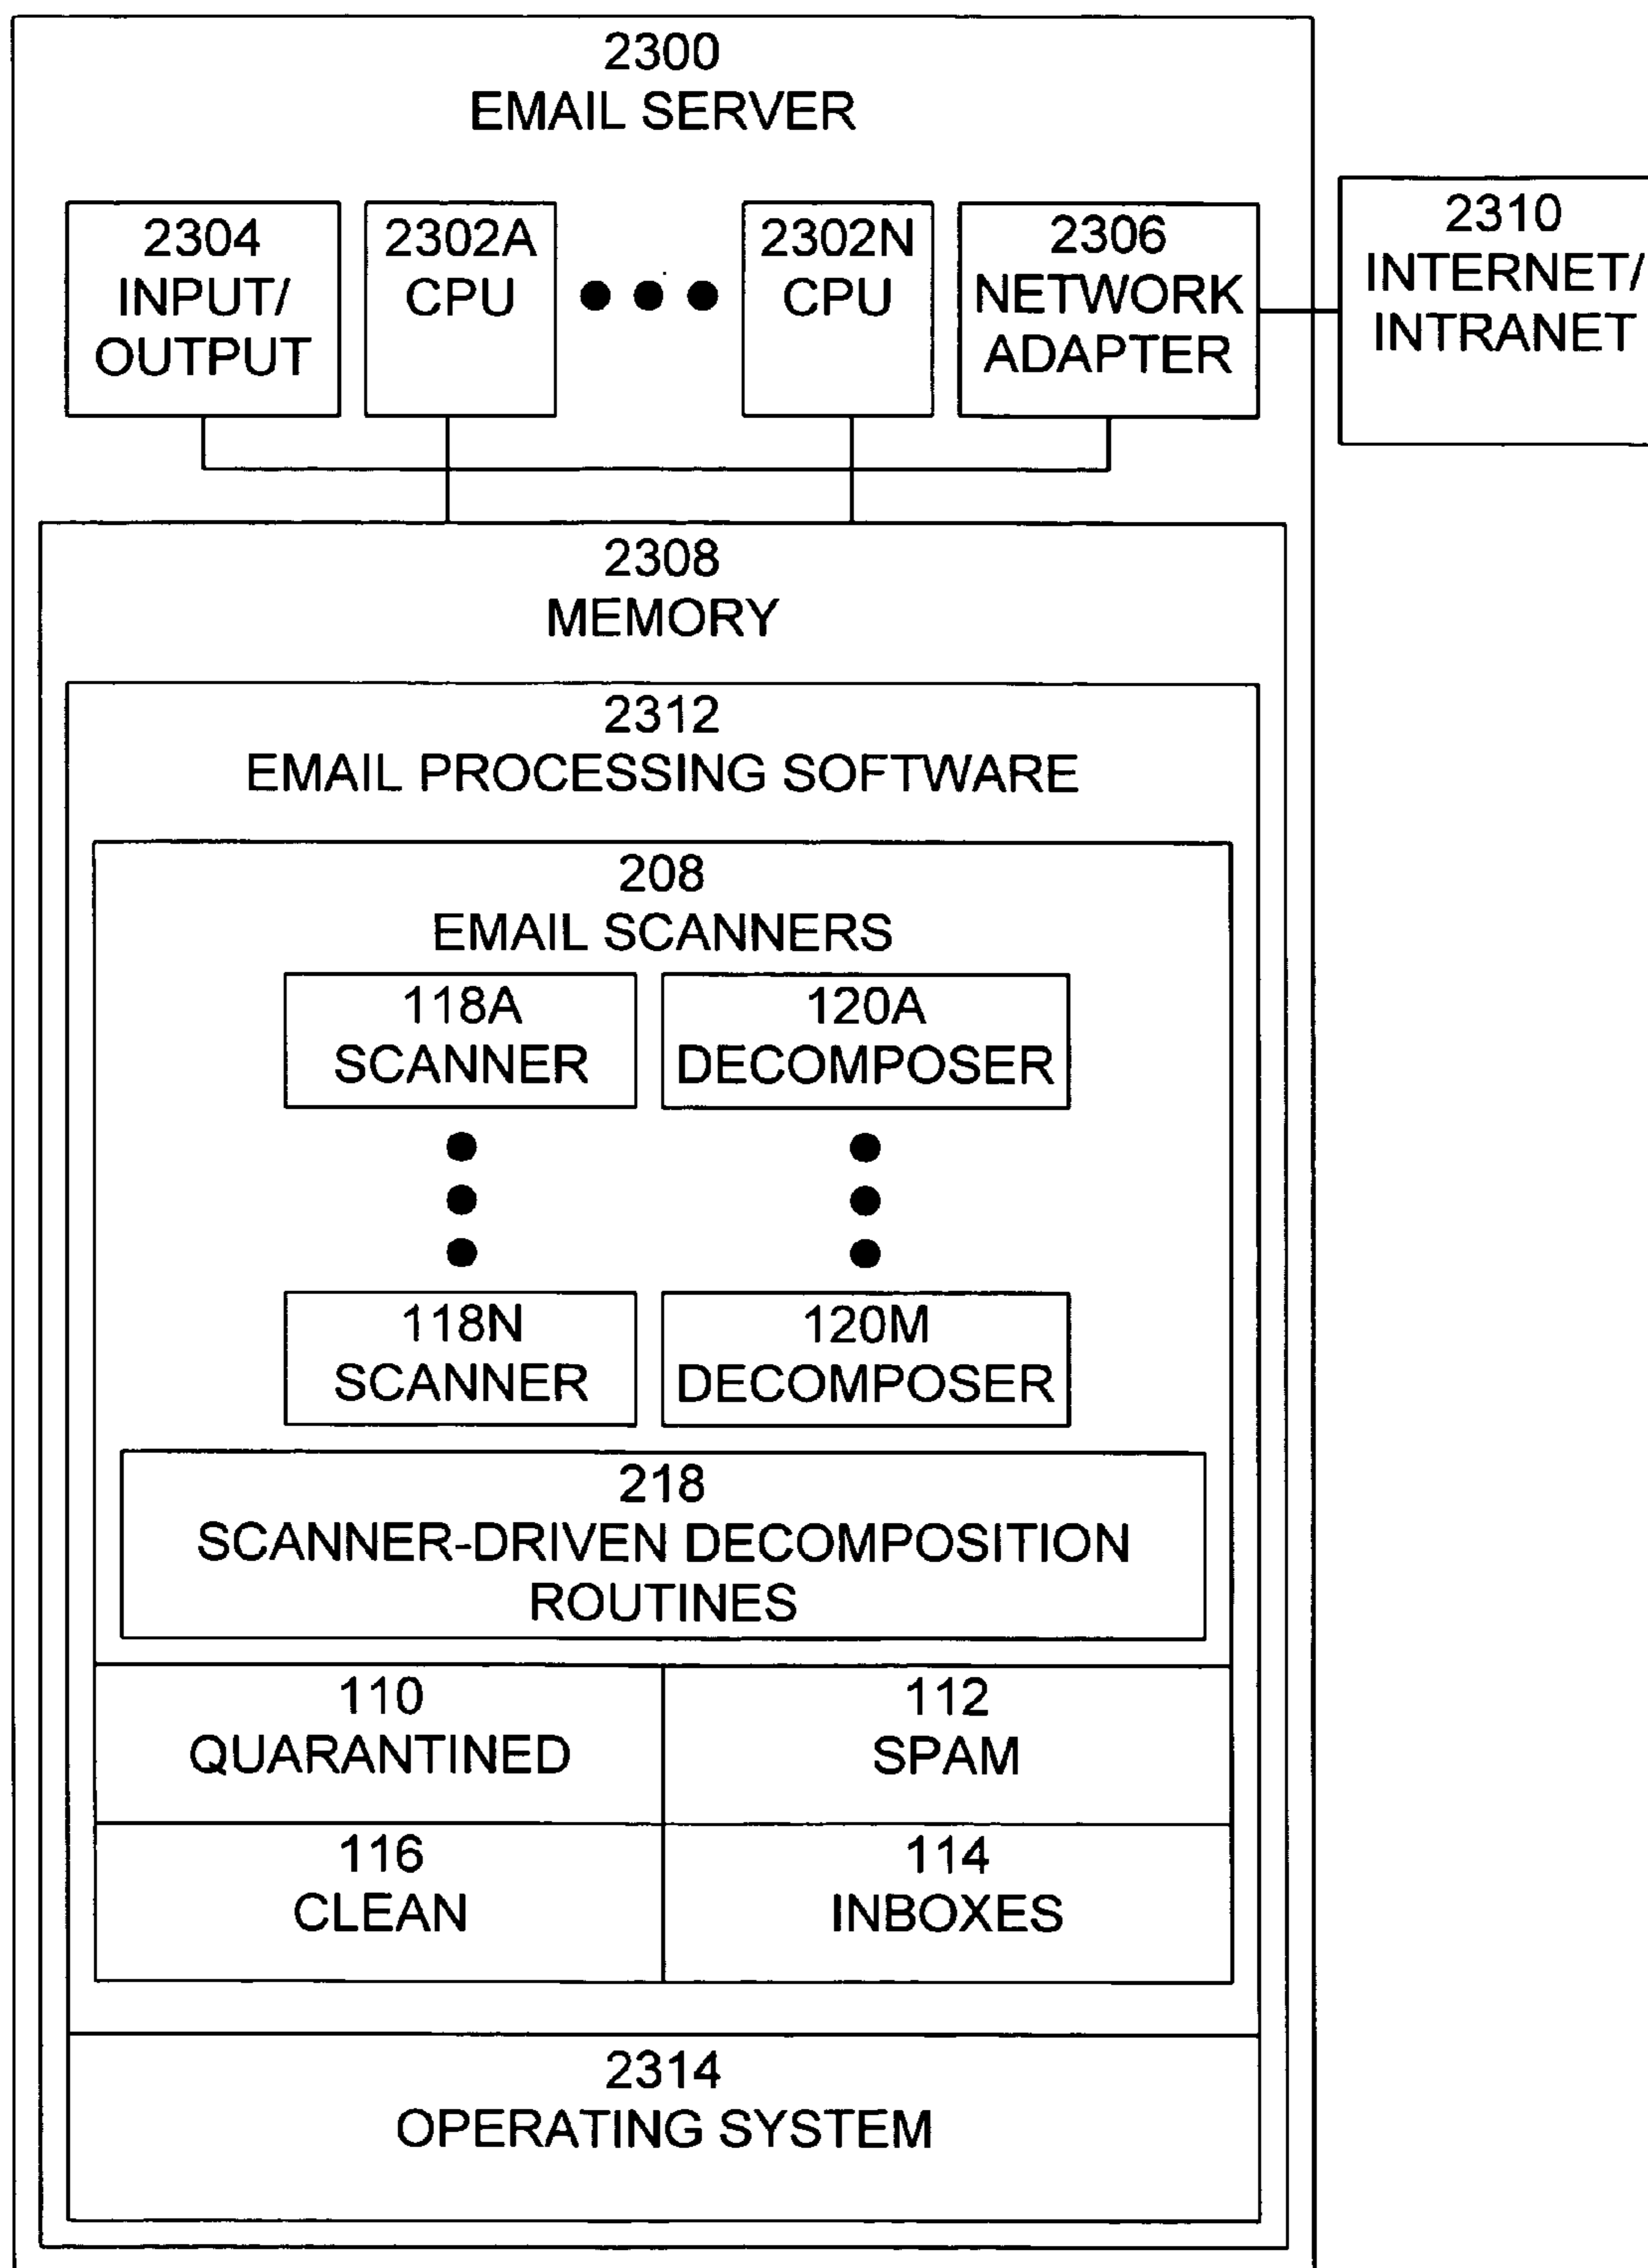 2300
EMAIL SERVER
2304
INPUT/
OUTPUT
2302A
CPU
2302N
CPU
2306
NETWORK
ADAPTER
2310
INTERNET/
INTRANET
2308
MEMORY
2312
EMAIL PROCESSING SOFTWARE
208
EMAIL SCANNERS
118A
SCANNER
120A
DECOMPOSER
118N
SCANNER
120M
DECOMPOSER
218
SCANNER-DRIVEN DECOMPOSITION
ROUTINES
110
QUARANTINED
112
SPAM
116
CLEAN
114
INBOXES
2314
OPERATING SYSTEM